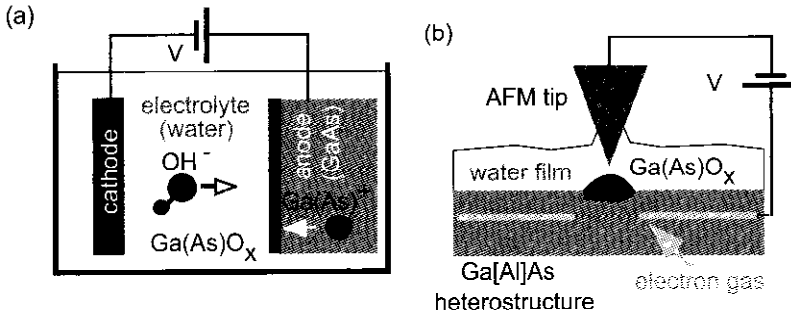 (a)
V
electrolyte
(water)
OH -
cathode
anode
(GaAs)
Ga(As)+
Ga(As)Ox
(b)
AFM tip
V
water film
Ga(As)Ox
Ga[Al]As
heterostructure
electron gas